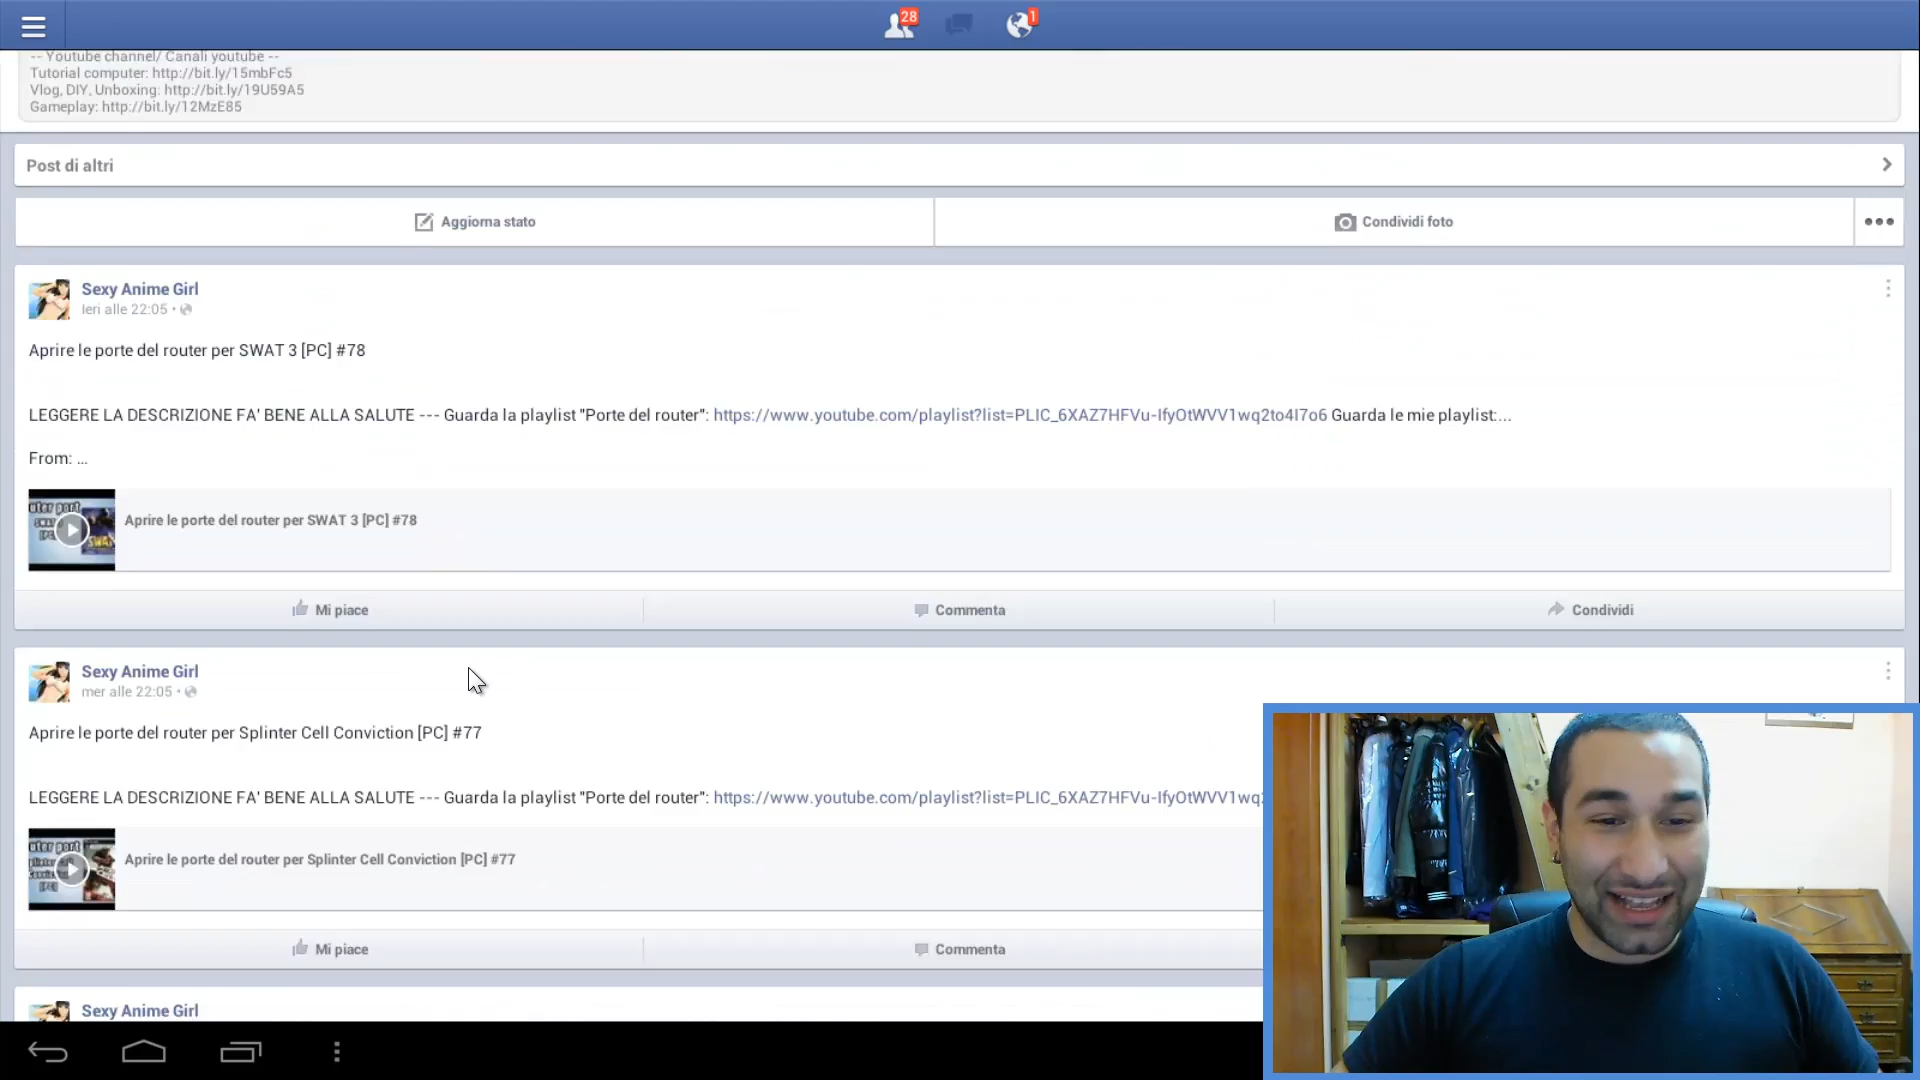 28
1
-- Youtube channel/ Canali youtube --
Tutorial computer: http://bit.ly/15mbFc5
Vlog, DIY, Unboxing: http://bit.ly/19U59A5
Gameplay: http://bit.ly/12MzE85
Post di altri
Aggiorna stato
Condividi foto
Sexy Anime Girl
Ieri alle 22:05 •
Aprire le porte del router per SWAT 3 [PC] #78
LEGGERE LA DESCRIZIONE FA' BENE ALLA SALUTE --- Guarda la playlist "Porte del router": https://www.youtube.com/playlist?list=PLIC_6XAZ7HFVu-IfyOtWVV1wq2to4I7o6 Guarda le mie playlist:...
From: ...
uter port
Aprire le porte del router per SWAT 3 [PC] #78
Mi piace
Commenta
Condividi
Sexy Anime Girl
mer alle 22:05 •
Aprire le porte del router per Splinter Cell Conviction [PC] #77
LEGGERE LA DESCRIZIONE FA' BENE ALLA SALUTE --- Guarda la playlist "Porte del router": https://www.youtube.com/playlist?list=PLIC_6XAZ7HFVu-IfyOtWVV1wq
uter port
Aprire le porte del router per Splinter Cell Conviction [PC] #77
Mi piace
Commenta
Sexy Anime Girl